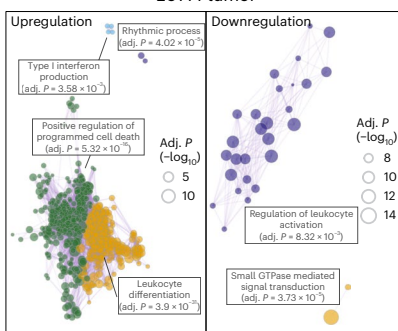 Upregulation
Rhythmic process
(adj. P = 4.02 × 10⁻⁵)
Type I interferon
production
(adj. P = 3.58 × 10⁻³)
Positive regulation of
programmed cell death
(adj. P = 5.32 × 10⁻¹⁶)
Adj. P
(−log₁₀)
5
10
Leukocyte
differentiation
(adj. P = 3.9 × 10⁻¹⁵)
Downregulation
Adj. P
(−log₁₀)
8
10
12
14
Regulation of leukocyte
activation
(adj. P = 8.32 × 10⁻³)
Small GTPase mediated
signal transduction
(adj. P = 3.73 × 10⁻⁵)